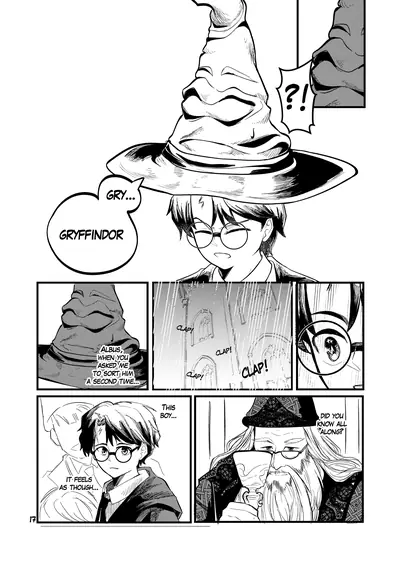 ?!
GRY...
GRYFFINDOR
ALBUS,
WHEN YOU
ASKED ME
TO SORT HIM
A SECOND TIME...
CLAP!
CLAP!
CLAP!
CLAP!
THIS
BOY...
IT FEELS
AS THOUGH...
DID YOU
KNOW ALL
"ALONG?
17